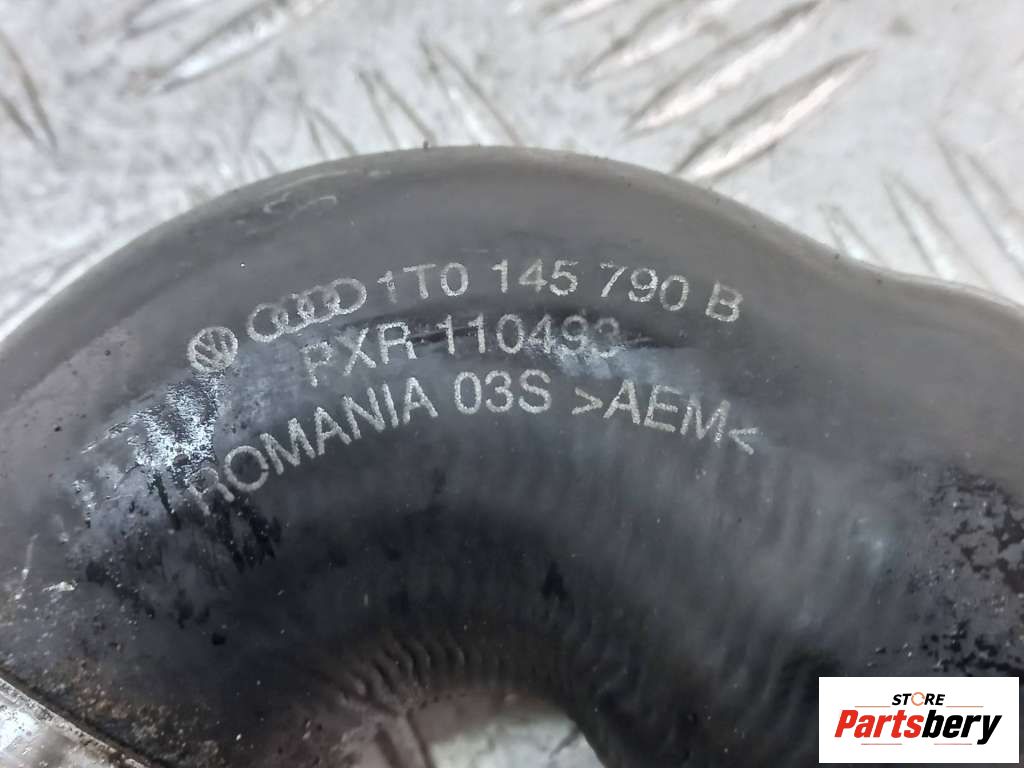 1T0 145 790 B
PXR 110493
ROMANIA 03S >AEM<
STORE
Partsbery